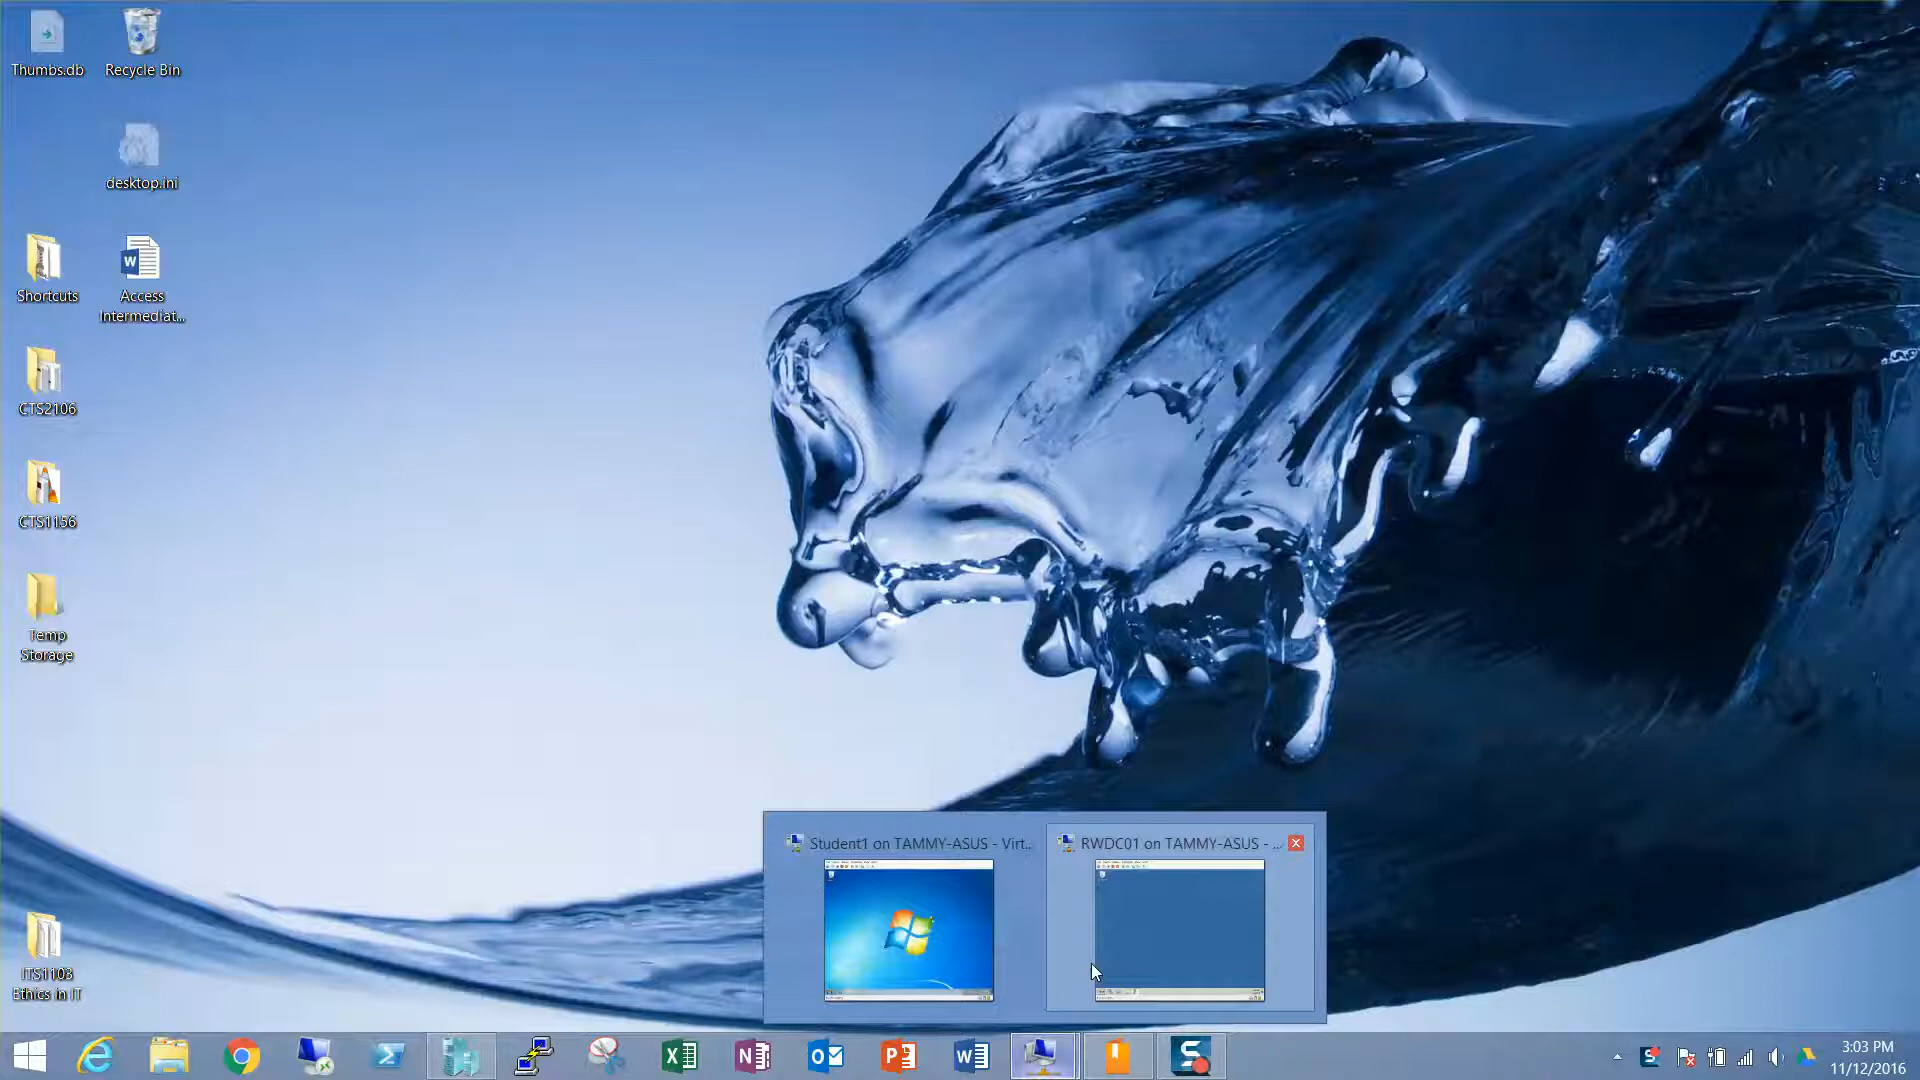 Thumbs.db
Recycle Bin
desktop.ini
Shortcuts
Access
Intermediat...
CTS2106
CTS1156
Temp
Storage
ITS1103
Ethics in IT
Student1 on TAMMY-ASUS - Virt...
RWDC01 on TAMMY-ASUS - ...
3:03 PM
11/12/2016